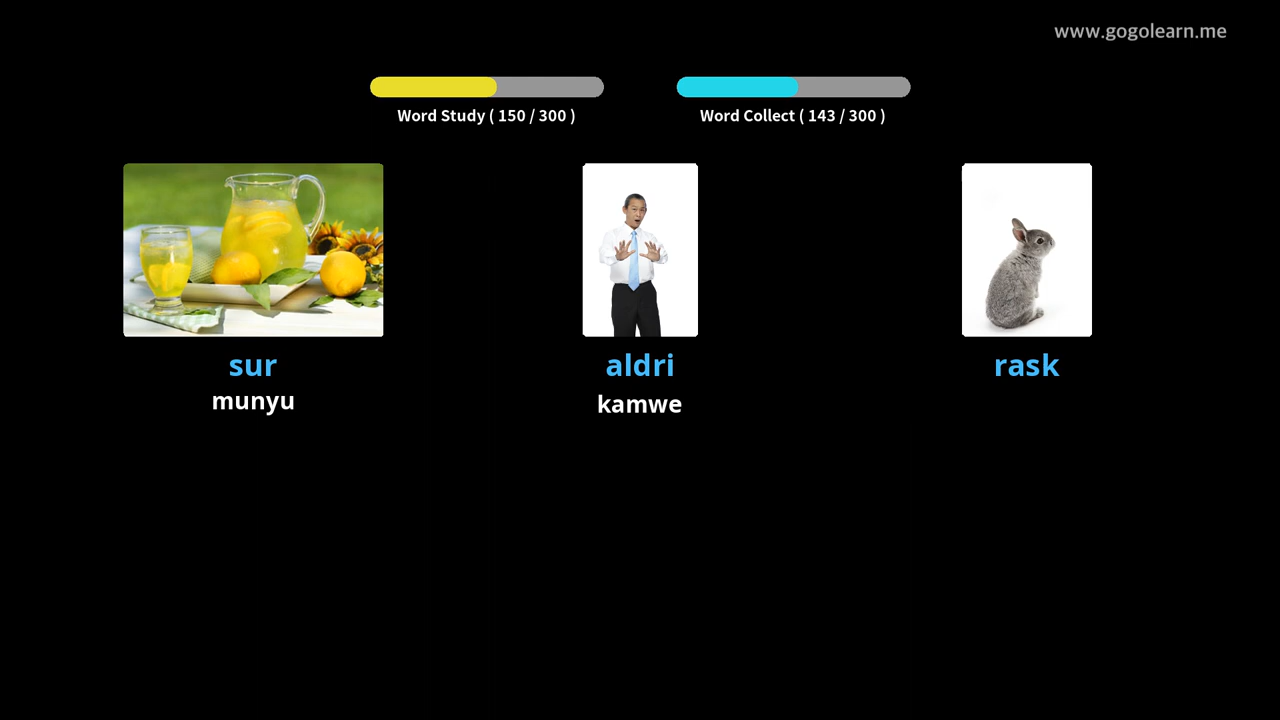 www.gogolearn.me
Word Study ( 150 / 300 )
Word Collect ( 143 / 300 )
sur
munyu
aldri
kamwe
rask